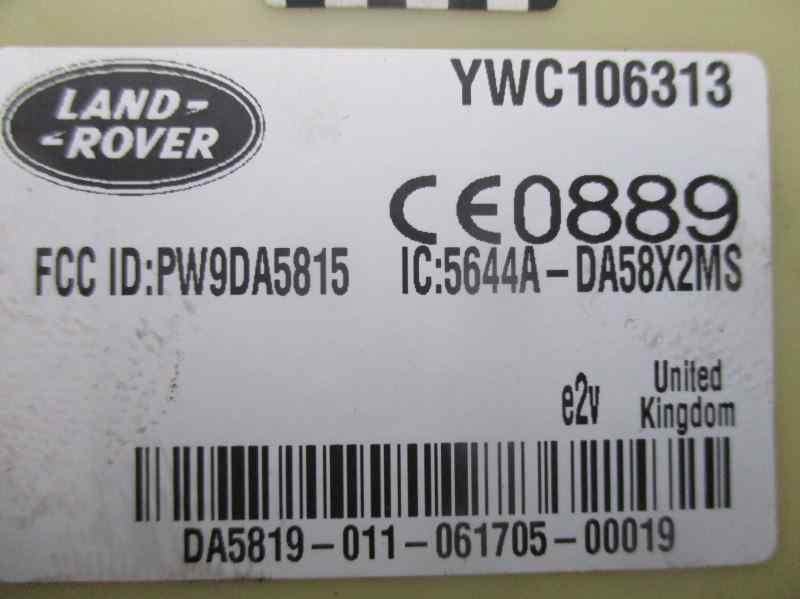 LAND-
-ROVER
YWC106313
CE0889
FCC ID:PW9DA5815 IC:5644A-DA58X2MS
e2v United
Kingdom
DA5819-011-061705-00019